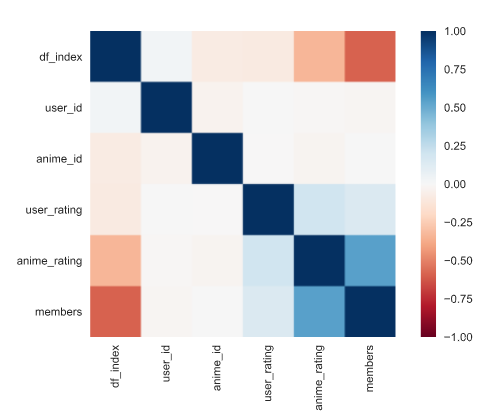 df_index
user_id
anime_id
user_rating
anime_rating
members
df_index
user_id
anime_id
user_rating
anime_rating
members
1.00
0.75
0.50
0.25
0.00
−0.25
−0.50
−0.75
−1.00